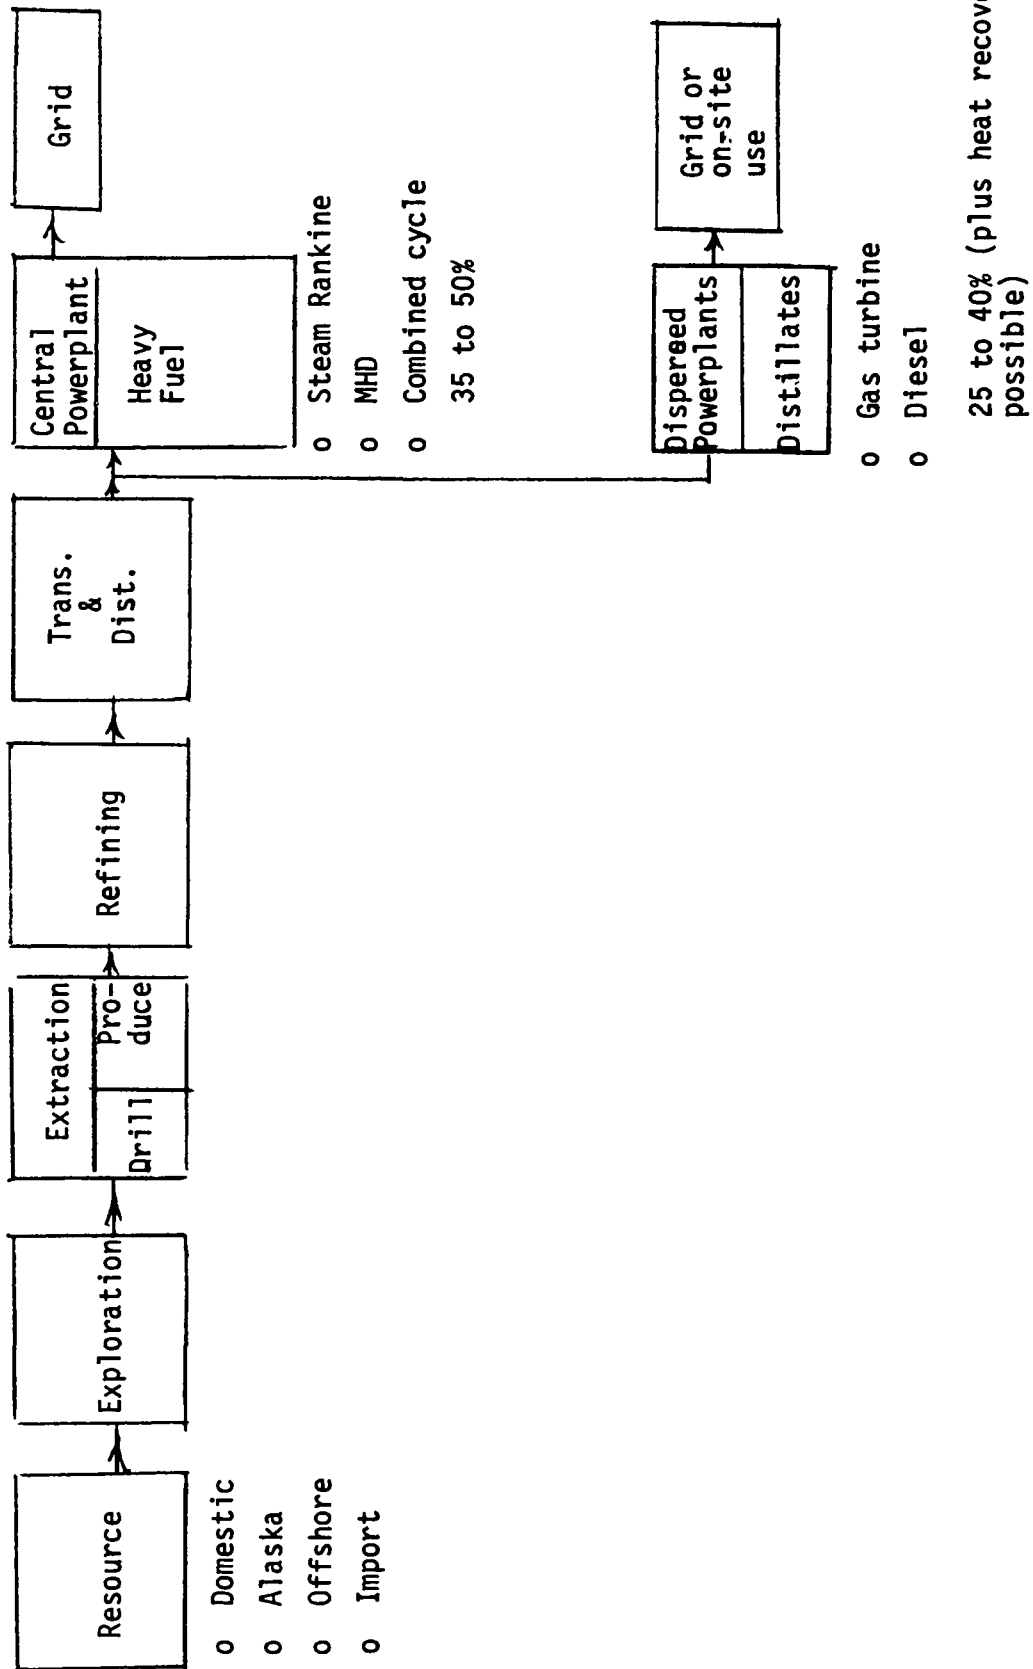 Resource
o Domestic
o Alaska
o Offshore
o Import
Exploration
Extraction
Drill
Pro-
duce
Refining
Trans.
&
Dist.
Central
Powerplant
Heavy
Fuel
o Steam Rankine
o MHD
o Combined cycle
35 to 50%
Grid
Dispersed
Powerplants
Distillates
o Gas turbine
o Diesel
25 to 40% (plus heat recove
possible)
Grid or
on-site
use